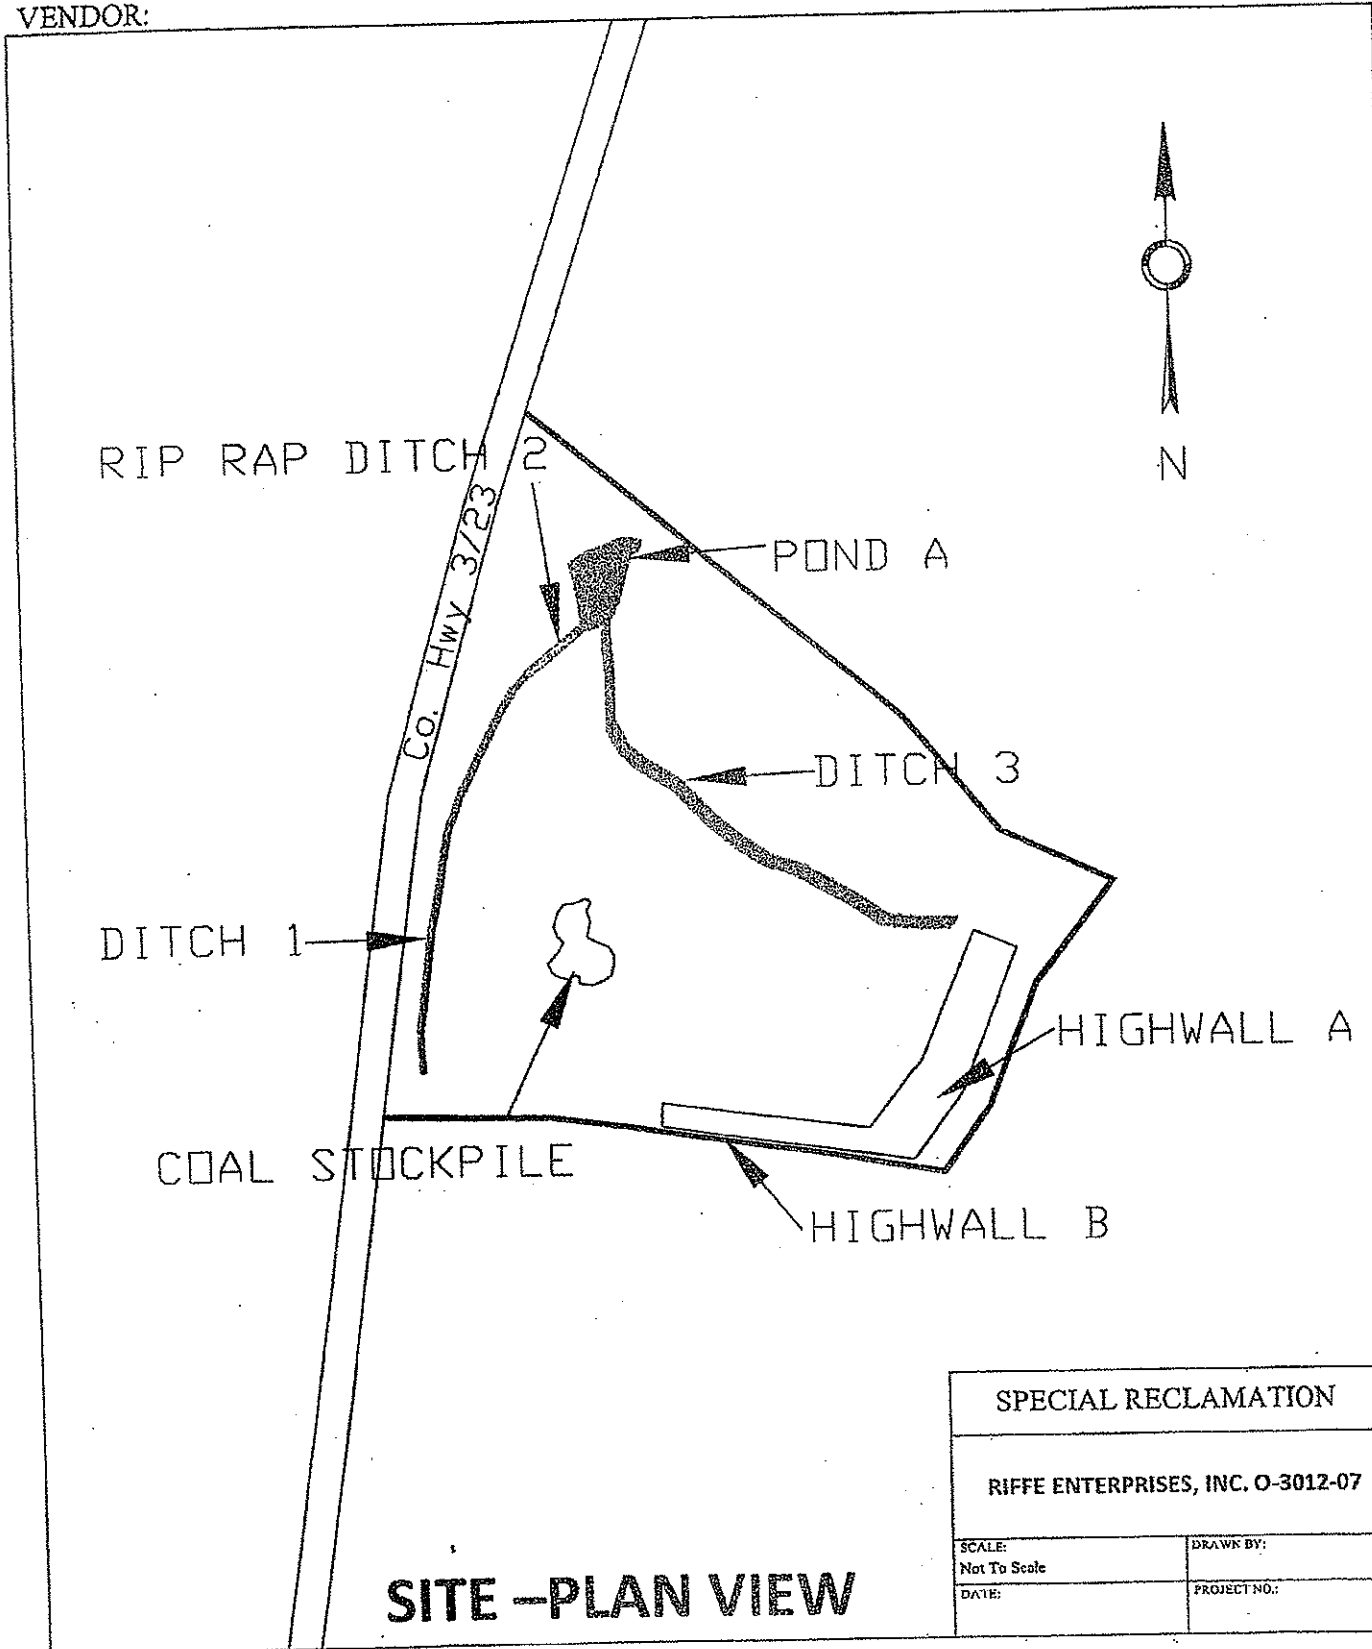 VENDOR:
N
RIP RAP DITCH 2
Co. Hwy 3/23
POND A
DITCH 3
DITCH 1
HIGHWALL A
COAL STOCKPILE
HIGHWALL B
SPECIAL RECLAMATION
RIFFE ENTERPRISES, INC. O-3012-07
SCALE:
Not To Scale
DRAWN BY:
DATE:
PROJECT NO.:
SITE –PLAN VIEW